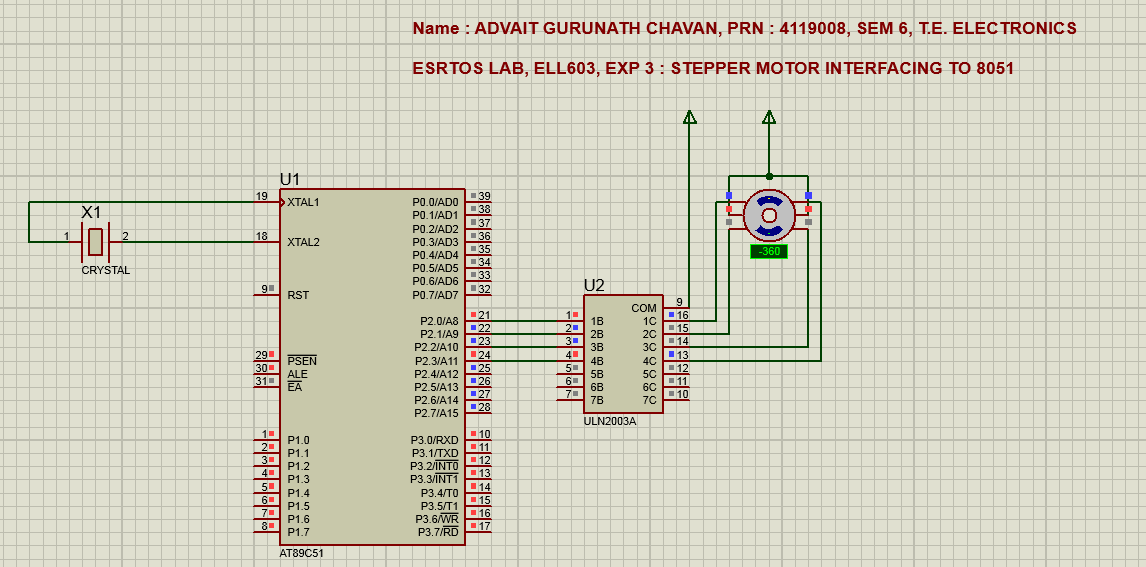 Name : ADVAIT GURUNATH CHAVAN, PRN : 4119008, SEM 6, T.E. ELECTRONICS
ESRTOS LAB, ELL603, EXP 3 : STEPPER MOTOR INTERFACING TO 8051
X1
1
2
CRYSTAL
U1
19 XTAL1 P0.0/AD0 39
P0.1/AD1 38
P0.2/AD2 37
18 XTAL2 P0.3/AD3 36
P0.4/AD4 35
P0.5/AD5 34
P0.6/AD6 33
9 RST P0.7/AD7 32
P2.0/A8 21
P2.1/A9 22
P2.2/A10 23
29 PSEN P2.3/A11 24
30 ALE P2.4/A12 25
31 EA P2.5/A13 26
P2.6/A14 27
P2.7/A15 28
1 P1.0 P3.0/RXD 10
2 P1.1 P3.1/TXD 11
3 P1.2 P3.2/INT0 12
4 P1.3 P3.3/INT1 13
5 P1.4 P3.4/T0 14
6 P1.5 P3.5/T1 15
7 P1.6 P3.6/WR 16
8 P1.7 P3.7/RD 17
AT89C51
U2
COM 9
1 1B 1C 16
2 2B 2C 15
3 3B 3C 14
4 4B 4C 13
5 5B 5C 12
6 6B 6C 11
7 7B 7C 10
ULN2003A
-360